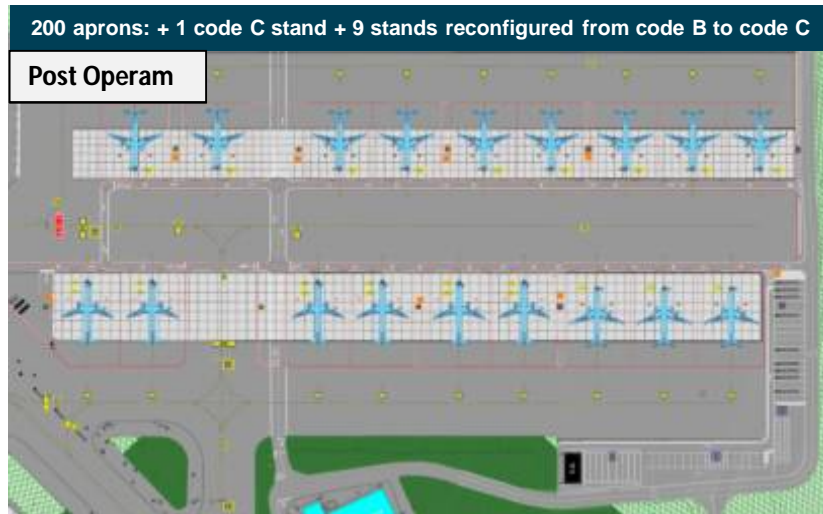 200 aprons: + 1 code C stand + 9 stands reconfigured from code B to code C
Post Operam